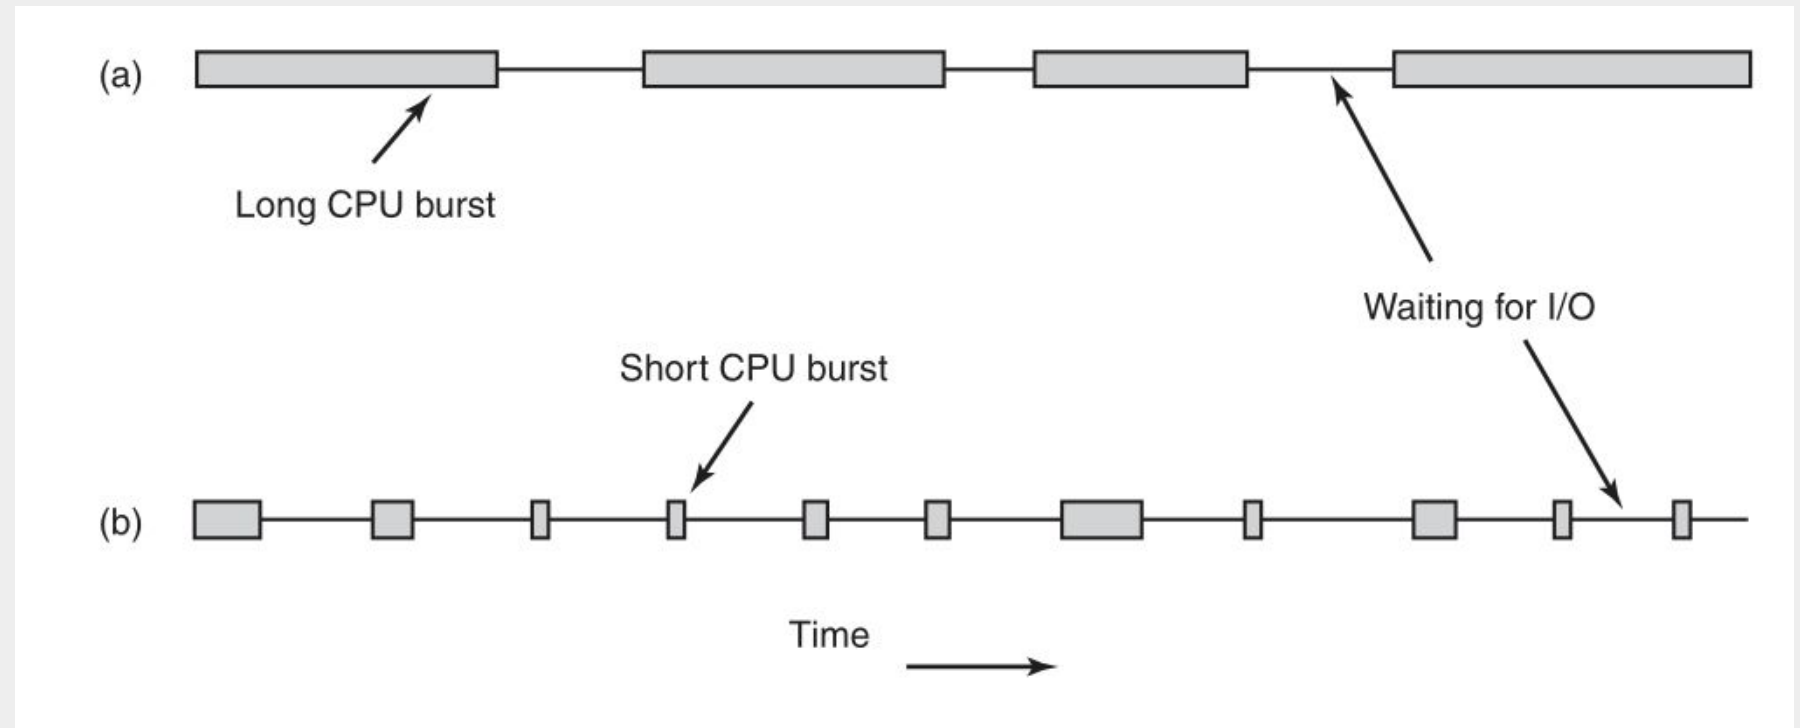 (a)
Long CPU burst
Waiting for I/O
Short CPU burst
(b)
Time